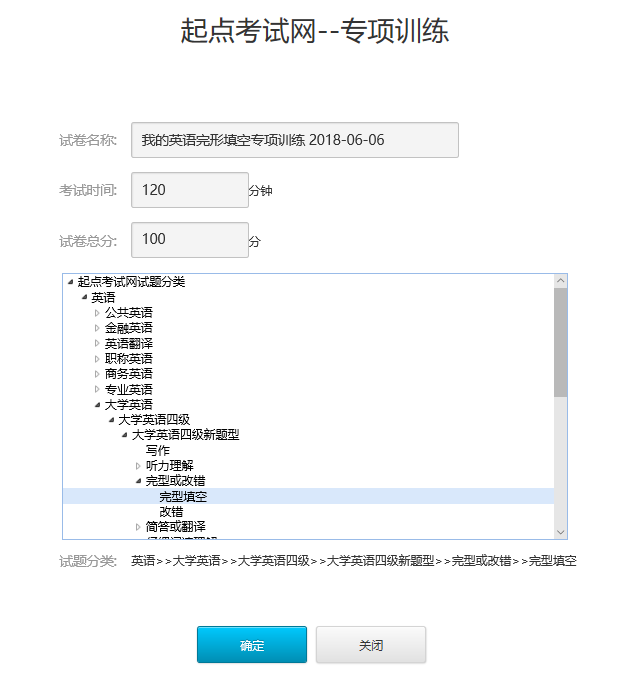 起点考试网--专项训练
试卷名称: 我的英语完形填空专项训练 2018-06-06
考试时间: 120 分钟
试卷总分: 100 分
起点考试网试题分类
英语
公共英语
金融英语
英语翻译
职称英语
商务英语
专业英语
大学英语
大学英语四级
大学英语四级新题型
写作
听力理解
完型或改错
完型填空
改错
简答或翻译
试题分类: 英语>>大学英语>>大学英语四级>>大学英语四级新题型>>完型或改错>>完型填空
确定 关闭